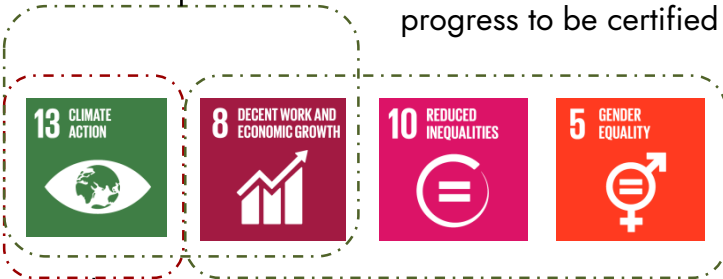 progress to be certified
13 CLIMATE
ACTION
8 DECENT WORK AND
ECONOMIC GROWTH
10 REDUCED
INEQUALITIES
5 GENDER
EQUALITY